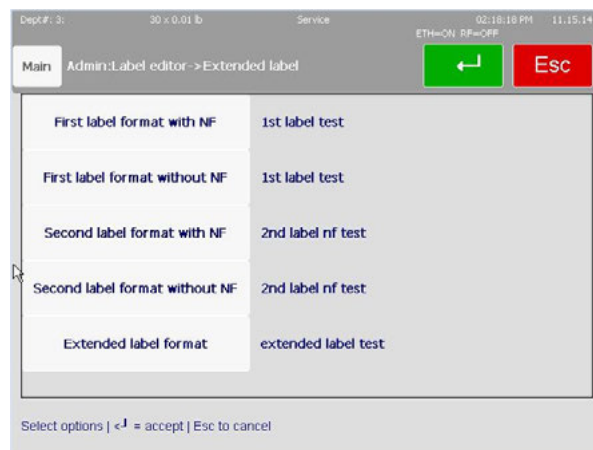 Dept#: 3: 30 x 0.01 lb Service 02:18:18 PM 11.15.14
ETH=ON RF=OFF
Main Admin:Label editor->Extended label Esc
First label format with NF 1st label test
First label format without NF 1st label test
Second label format with NF 2nd label nf test
Second label format without NF 2nd label nf test
Extended label format extended label test
Select options | <┘ = accept | Esc to cancel